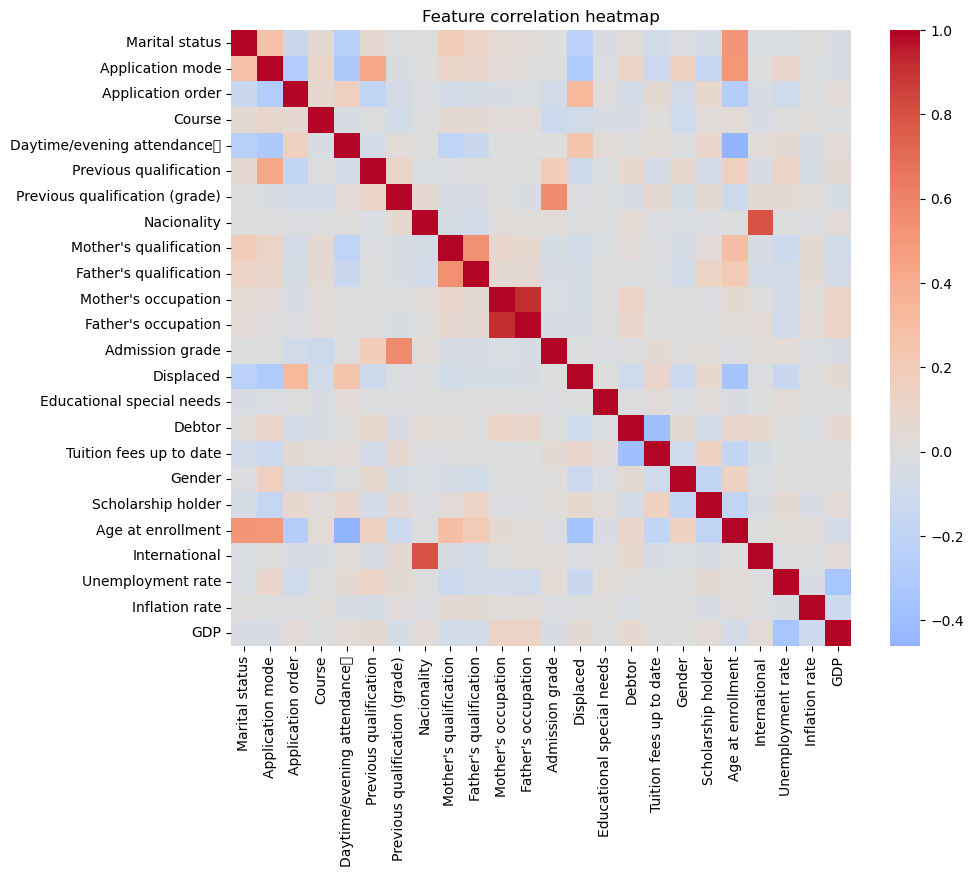 Feature correlation heatmap
Marital status
Application mode
Application order
Course
Daytime/evening attendance▯
Previous qualification
Previous qualification (grade)
Nacionality
Mother's qualification
Father's qualification
Mother's occupation
Father's occupation
Admission grade
Displaced
Educational special needs
Debtor
Tuition fees up to date
Gender
Scholarship holder
Age at enrollment
International
Unemployment rate
Inflation rate
GDP
Marital status
Application mode
Application order
Course
Daytime/evening attendance▯
Previous qualification
Previous qualification (grade)
Nacionality
Mother's qualification
Father's qualification
Mother's occupation
Father's occupation
Admission grade
Displaced
Educational special needs
Debtor
Tuition fees up to date
Gender
Scholarship holder
Age at enrollment
International
Unemployment rate
Inflation rate
GDP
1.0
0.8
0.6
0.4
0.2
0.0
−0.2
−0.4